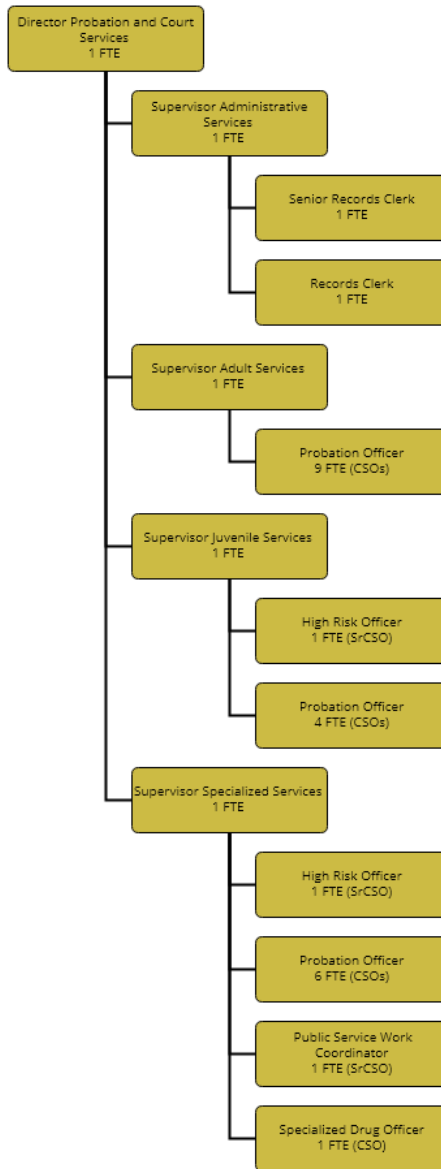 Director Probation and Court
Services
1 FTE
Supervisor Administrative
Services
1 FTE
Senior Records Clerk
1 FTE
Records Clerk
1 FTE
Supervisor Adult Services
1 FTE
Probation Officer
9 FTE (CSOs)
Supervisor Juvenile Services
1 FTE
High Risk Officer
1 FTE (SrCSO)
Probation Officer
4 FTE (CSOs)
Supervisor Specialized Services
1 FTE
High Risk Officer
1 FTE (SrCSO)
Probation Officer
6 FTE (CSOs)
Public Service Work
Coordinator
1 FTE (SrCSO)
Specialized Drug Officer
1 FTE (CSO)